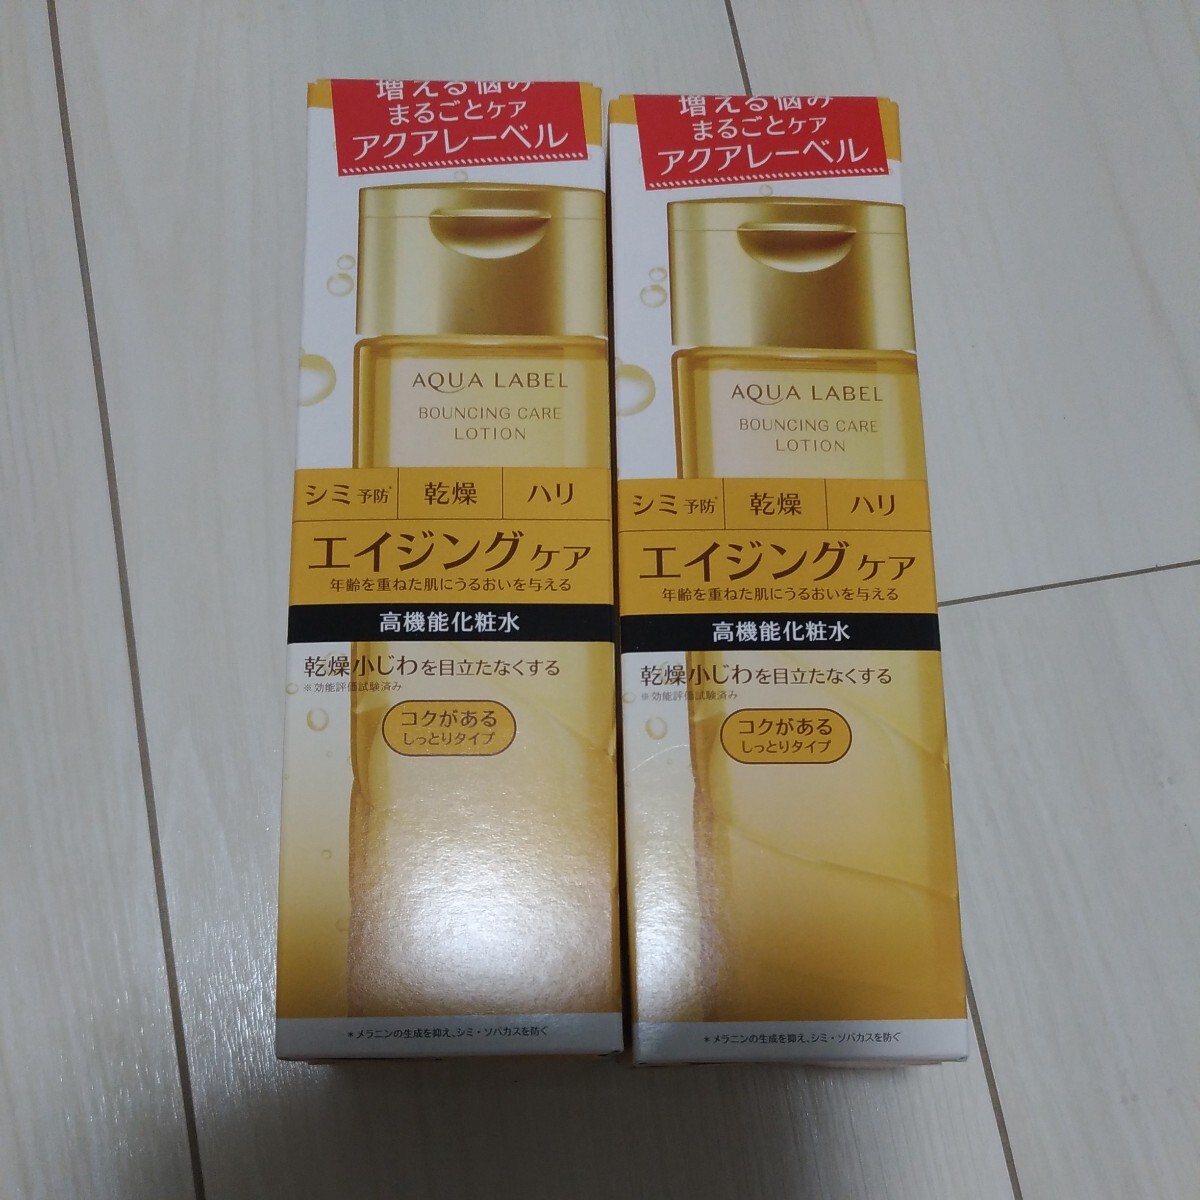 増える悩み
まるごとケア
アクアレーベル
AQUA LABEL
BOUNCING CARE
LOTION
シミ予防* 乾燥 ハリ
エイジングケア
年齢を重ねた肌にうるおいを与える
高機能化粧水
乾燥小じわを目立たなくする
※効能評価試験済み
コクがある
しっとりタイプ
*メラニンの生成を抑え、シミ・ソバカスを防ぐ
増える悩み
まるごとケア
アクアレーベル
AQUA LABEL
BOUNCING CARE
LOTION
シミ予防* 乾燥 ハリ
エイジングケア
年齢を重ねた肌にうるおいを与える
高機能化粧水
乾燥小じわを目立たなくする
※効能評価試験済み
コクがある
しっとりタイプ
*メラニンの生成を抑え、シミ・ソバカスを防ぐ